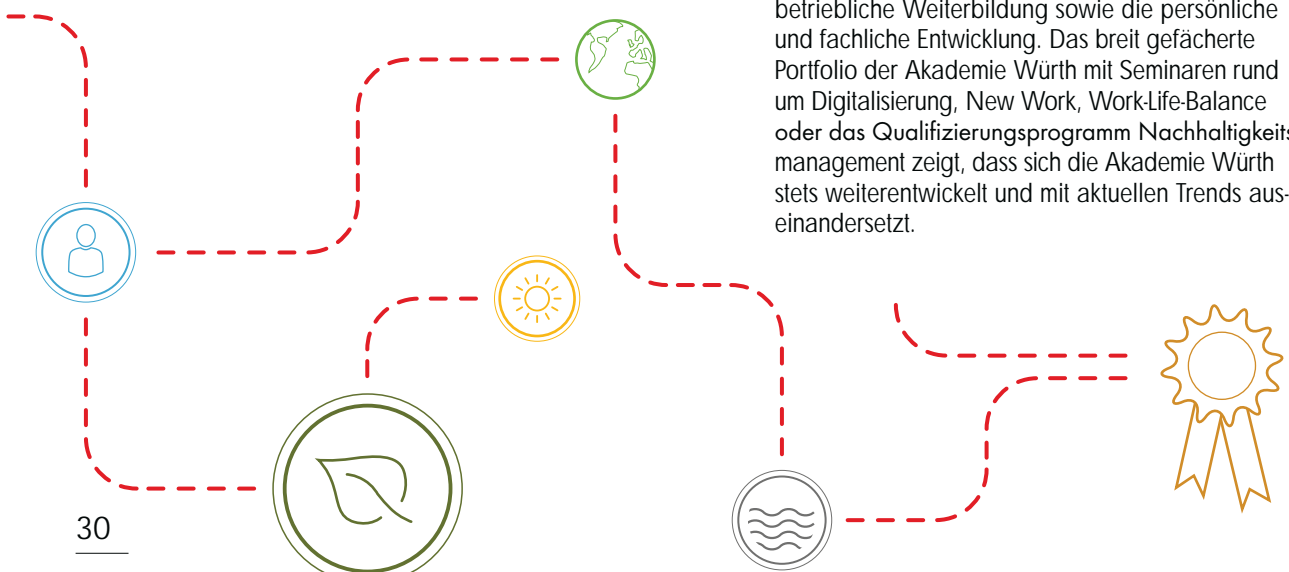 betriebliche Weiterbildung sowie die persönliche
und fachliche Entwicklung. Das breit gefächerte
Portfolio der Akademie Würth mit Seminaren rund
um Digitalisierung, New Work, Work-Life-Balance
oder das Qualifizierungsprogramm Nachhaltigkeits
management zeigt, dass sich die Akademie Würth
stets weiterentwickelt und mit aktuellen Trends aus-
einandersetzt.
30